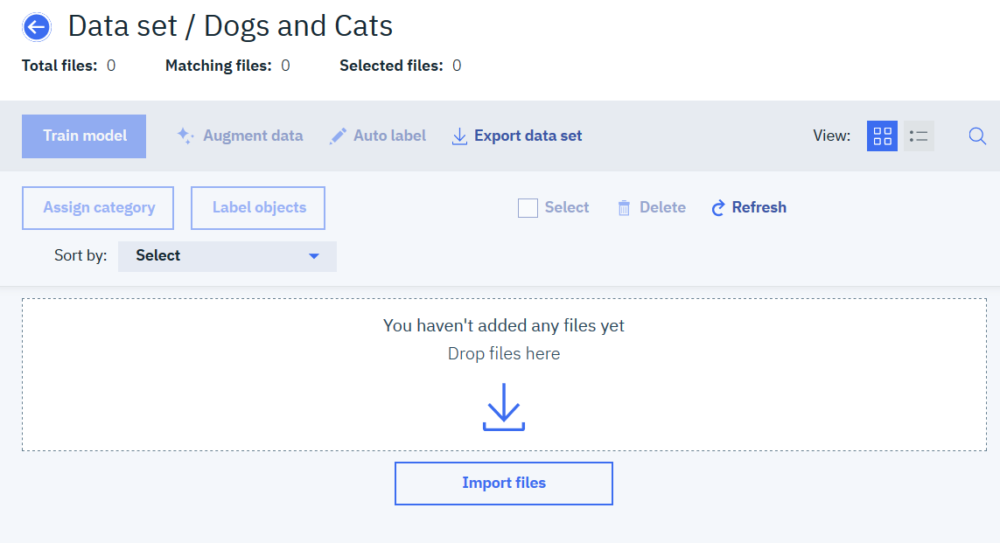 Data set / Dogs and Cats
Total files: 0 Matching files: 0 Selected files: 0
Train model Augment data Auto label Export data set View:
Assign category Label objects Select Delete Refresh
Sort by: Select
You haven't added any files yet
Drop files here
Import files